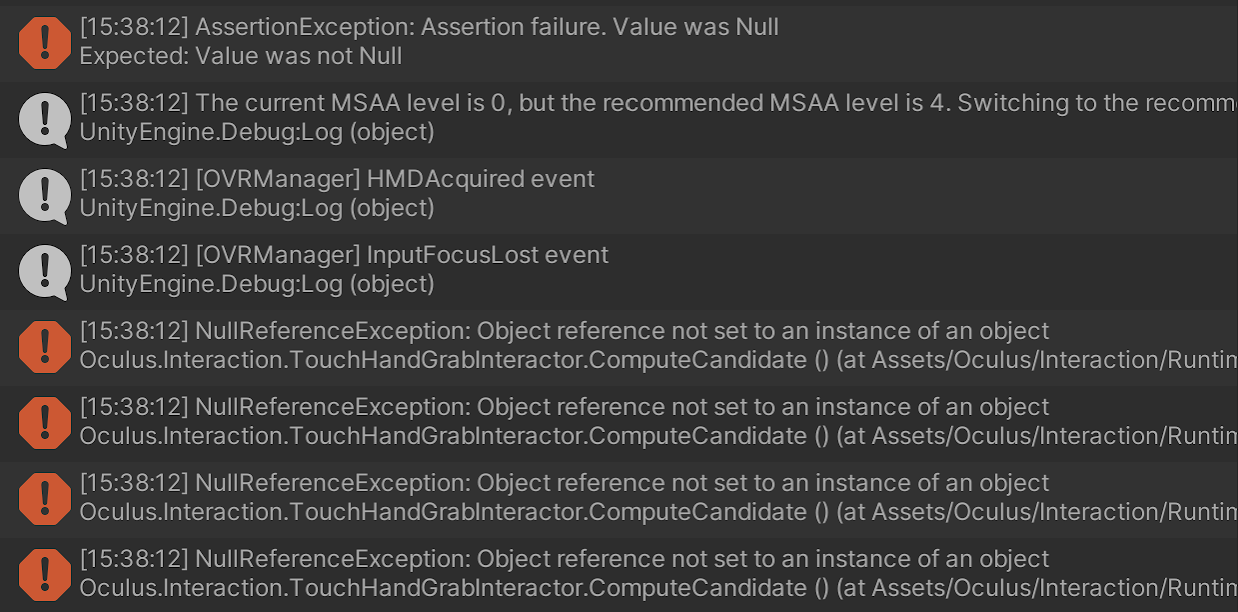 [15:38:12] AssertionException: Assertion failure. Value was Null
Expected: Value was not Null
[15:38:12] The current MSAA level is 0, but the recommended MSAA level is 4. Switching to the recomm
UnityEngine.Debug:Log (object)
[15:38:12] [OVRManager] HMDAcquired event
UnityEngine.Debug:Log (object)
[15:38:12] [OVRManager] InputFocusLost event
UnityEngine.Debug:Log (object)
[15:38:12] NullReferenceException: Object reference not set to an instance of an object
Oculus.Interaction.TouchHandGrabInteractor.ComputeCandidate () (at Assets/Oculus/Interaction/Runtim
[15:38:12] NullReferenceException: Object reference not set to an instance of an object
Oculus.Interaction.TouchHandGrabInteractor.ComputeCandidate () (at Assets/Oculus/Interaction/Runtim
[15:38:12] NullReferenceException: Object reference not set to an instance of an object
Oculus.Interaction.TouchHandGrabInteractor.ComputeCandidate () (at Assets/Oculus/Interaction/Runtim
[15:38:12] NullReferenceException: Object reference not set to an instance of an object
Oculus.Interaction.TouchHandGrabInteractor.ComputeCandidate () (at Assets/Oculus/Interaction/Runtim